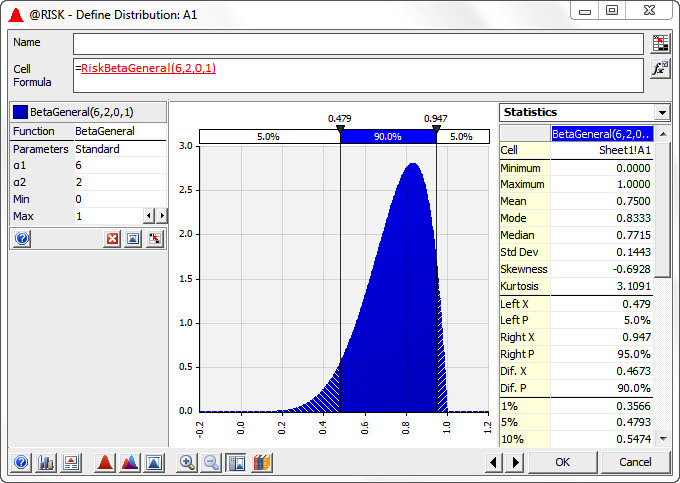 @RISK - Define Distribution: A1
Name
Cell
Formula
=RiskBetaGeneral(6,2,0,1)
fx
BetaGeneral(6,2,0,1)
Function BetaGeneral
Parameters Standard
α1 6
α2 2
Min 0
Max 1
0.479 0.947
5.0% 90.0% 5.0%
3.0
2.5
2.0
1.5
1.0
0.5
0.0
-0.2 0.0 0.2 0.4 0.6 0.8 1.0 1.2
Statistics
BetaGeneral(6,2,0..
Cell Sheet1!A1
Minimum 0.0000
Maximum 1.0000
Mean 0.7500
Mode 0.8333
Median 0.7715
Std Dev 0.1443
Skewness -0.6928
Kurtosis 3.1091
Left X 0.479
Left P 5.0%
Right X 0.947
Right P 95.0%
Dif. X 0.4673
Dif. P 90.0%
1% 0.3566
5% 0.4793
10% 0.5474
OK Cancel